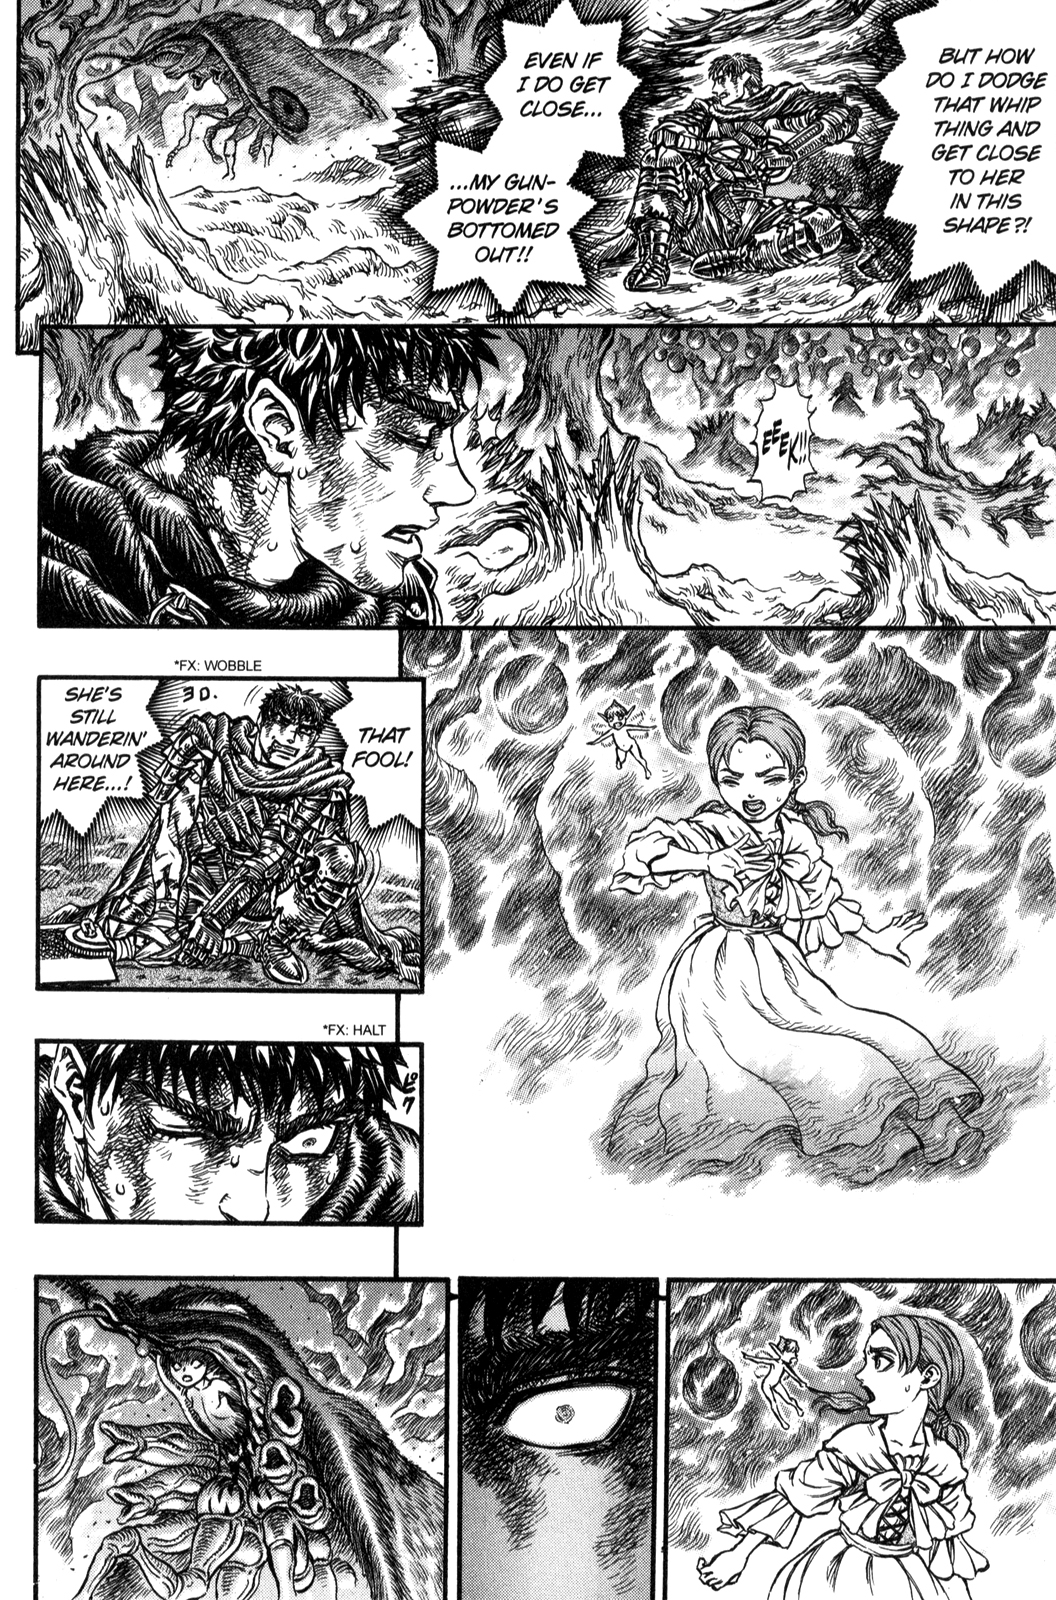 BUT HOW
DO I DODGE
THAT WHIP
THING AND
GET CLOSE
TO HER
IN THIS
SHAPE?!
EVEN IF
I DO GET
CLOSE...
...MY GUN-
POWDER'S
BOTTOMED
OUT!!
EEEEK!!
*FX: WOBBLE
THAT
FOOL!
SHE'S
STILL
WANDERIN'
AROUND
HERE...!
*FX: HALT